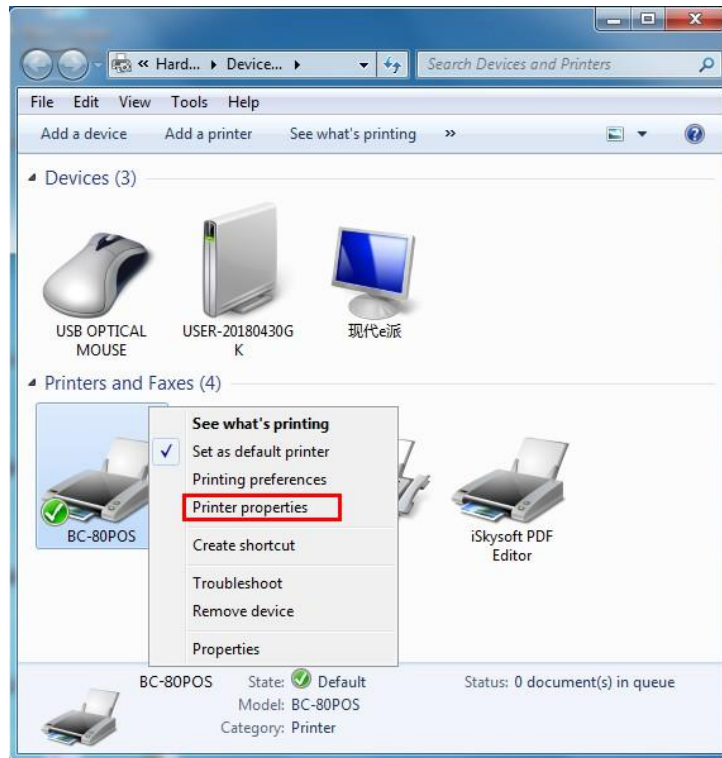 « Hard... ▸ Device... ▸
Search Devices and Printers
File Edit View Tools Help
Add a device Add a printer See what's printing »
Devices (3)
USB OPTICAL
MOUSE
USER-20180430G
K
现代e派
Printers and Faxes (4)
BC-80POS
See what's printing
Set as default printer
Printing preferences
Printer properties
Create shortcut
Troubleshoot
Remove device
Properties
iSkysoft PDF
Editor
BC-80POS State: Default Status: 0 document(s) in queue
Model: BC-80POS
Category: Printer